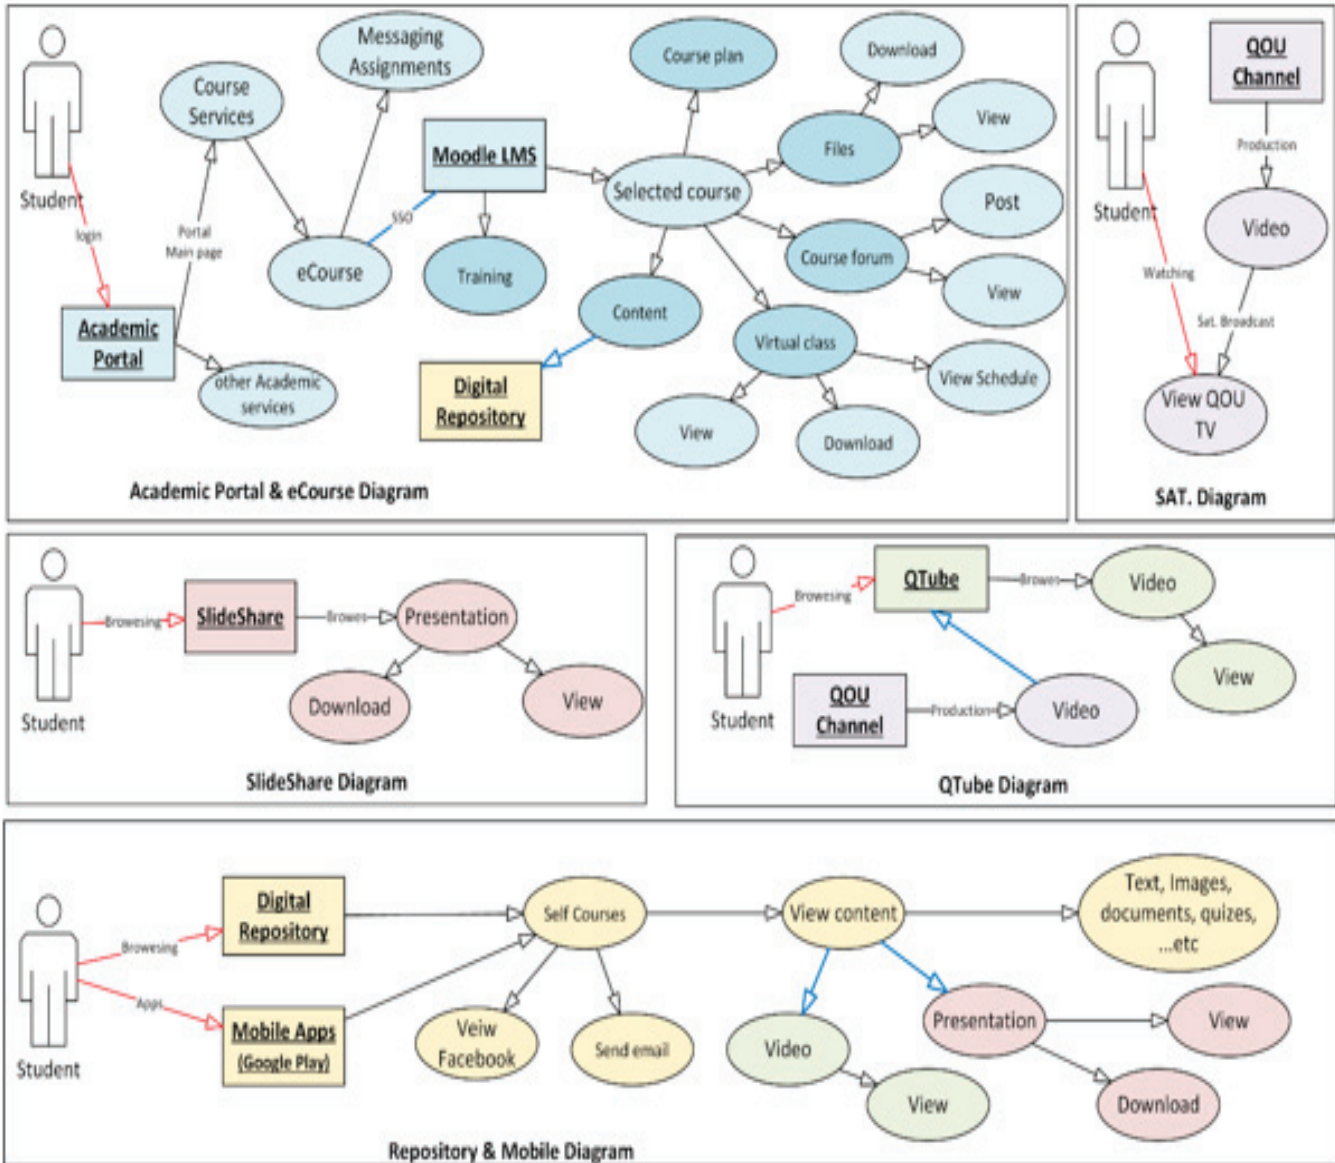 Messaging
Assignments
Course
Services
Moodle LMS
Student
login
Portal
Main page
SSO
eCourse
Training
Academic
Portal
other Academic
services
Digital
Repository
Course plan
Download
View
Files
Selected course
Post
Course forum
View
Content
Virtual class
View Schedule
View
Download
Academic Portal & eCourse Diagram
QOU
Channel
Production
Student
Video
Watching
Sat. Broadcast
View QOU
TV
SAT. Diagram
Browesing
SlideShare
Browes
Presentation
Download
View
Student
SlideShare Diagram
Browesing
QTube
Browes
Video
View
Student
QOU
Channel
Production
Video
QTube Diagram
Digital
Repository
Browesing
Apps
Mobile Apps
(Google Play)
Student
Self Courses
View content
Text, Images,
documents, quizes,
...etc
Veiw
Facebook
Send email
Video
View
Presentation
View
Download
Repository & Mobile Diagram